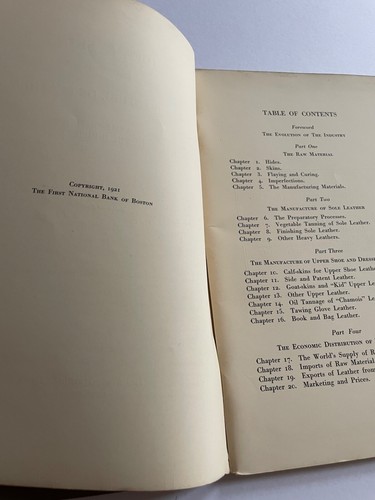 Copyright, 1921
The First National Bank of Boston
TABLE OF CONTENTS
Foreword
The Evolution of The Industry
Part One
The Raw Material
Chapter 1. Hides.
Chapter 2. Skins.
Chapter 3. Flaying and Curing.
Chapter 4. Imperfections.
Chapter 5. The Manufacturing Materials.
Part Two
The Manufacture of Sole Leather
Chapter 6. The Preparatory Processes.
Chapter 7. Vegetable Tanning of Sole Leather.
Chapter 8. Finishing Sole Leather.
Chapter 9. Other Heavy Leathers.
Part Three
The Manufacture of Upper Shoe and Dress
Chapter 10. Calf-skins for Upper Shoe Leather
Chapter 11. Side and Patent Leather.
Chapter 12. Goat-skins and "Kid" Upper Le
Chapter 13. Other Upper Leather.
Chapter 14. Oil Tannage of "Chamois" Lea
Chapter 15. Tawing Glove Leather.
Chapter 16. Book and Bag Leather.
Part Four
The Economic Distribution of
Chapter 17. The World's Supply of R
Chapter 18. Imports of Raw Material
Chapter 19. Exports of Leather from
Chapter 20. Marketing and Prices.